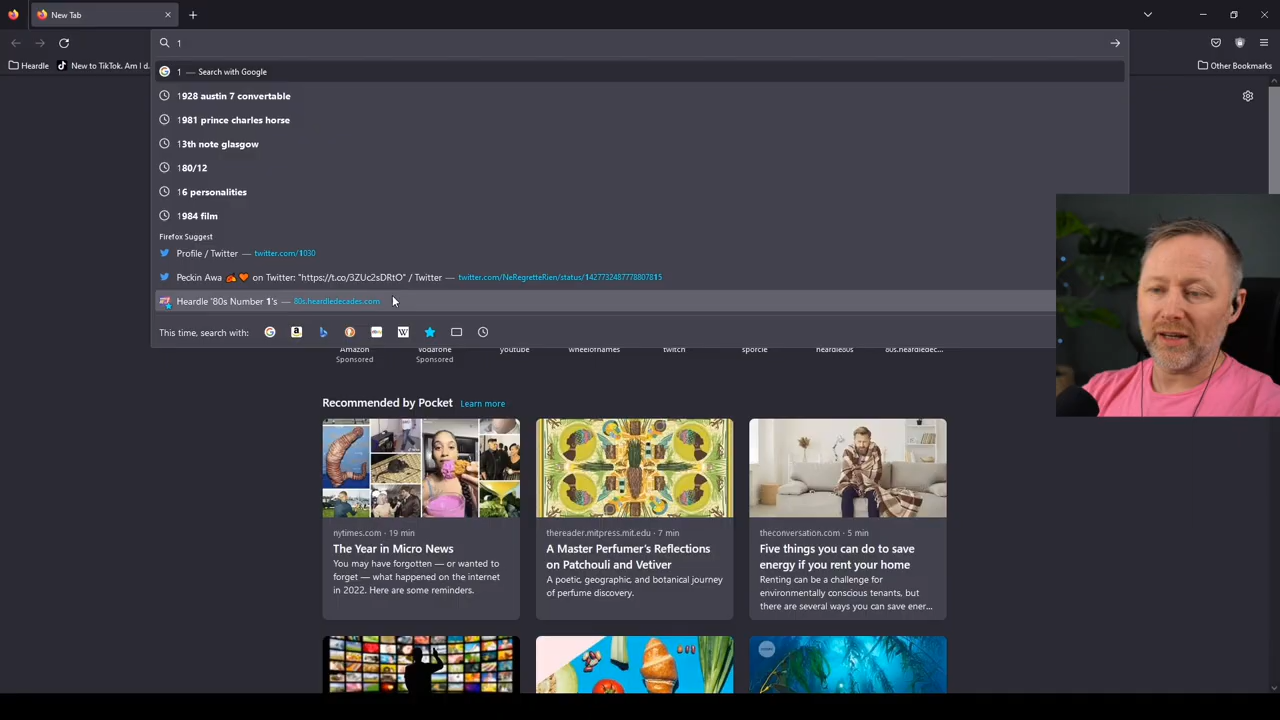 New Tab
1
Heardle
New to TikTok. Am I d.
Other Bookmarks
1 — Search with Google
1928 austin 7 convertable
1981 prince charles horse
13th note glasgow
180/12
16 personalities
1984 film
Firefox Suggest
Profile / Twitter — twitter.com/1030
Peckin Awa 🍂🧡 on Twitter: "https://t.co/3ZUc2sDRtO" / Twitter — twitter.com/NeRegretteRien/status/1427732487778807815
Heardle '80s Number 1's — 80s.heardledecades.com
This time, search with:
Amazon
Sponsored
Vodafone
Sponsored
youtube
wheelofnames
twitch
sporcle
heardle80s
80s.heardledec...
Recommended by Pocket Learn more
nytimes.com · 19 min
The Year in Micro News
You may have forgotten — or wanted to
forget — what happened on the internet
in 2022. Here are some reminders.
thereader.mitpress.mit.edu · 7 min
A Master Perfumer's Reflections
on Patchouli and Vetiver
A poetic, geographic, and botanical journey
of perfume discovery.
theconversation.com · 5 min
Five things you can do to save
energy if you rent your home
Renting can be a challenge for
environmentally conscious tenants, but
there are several ways you can save ener...